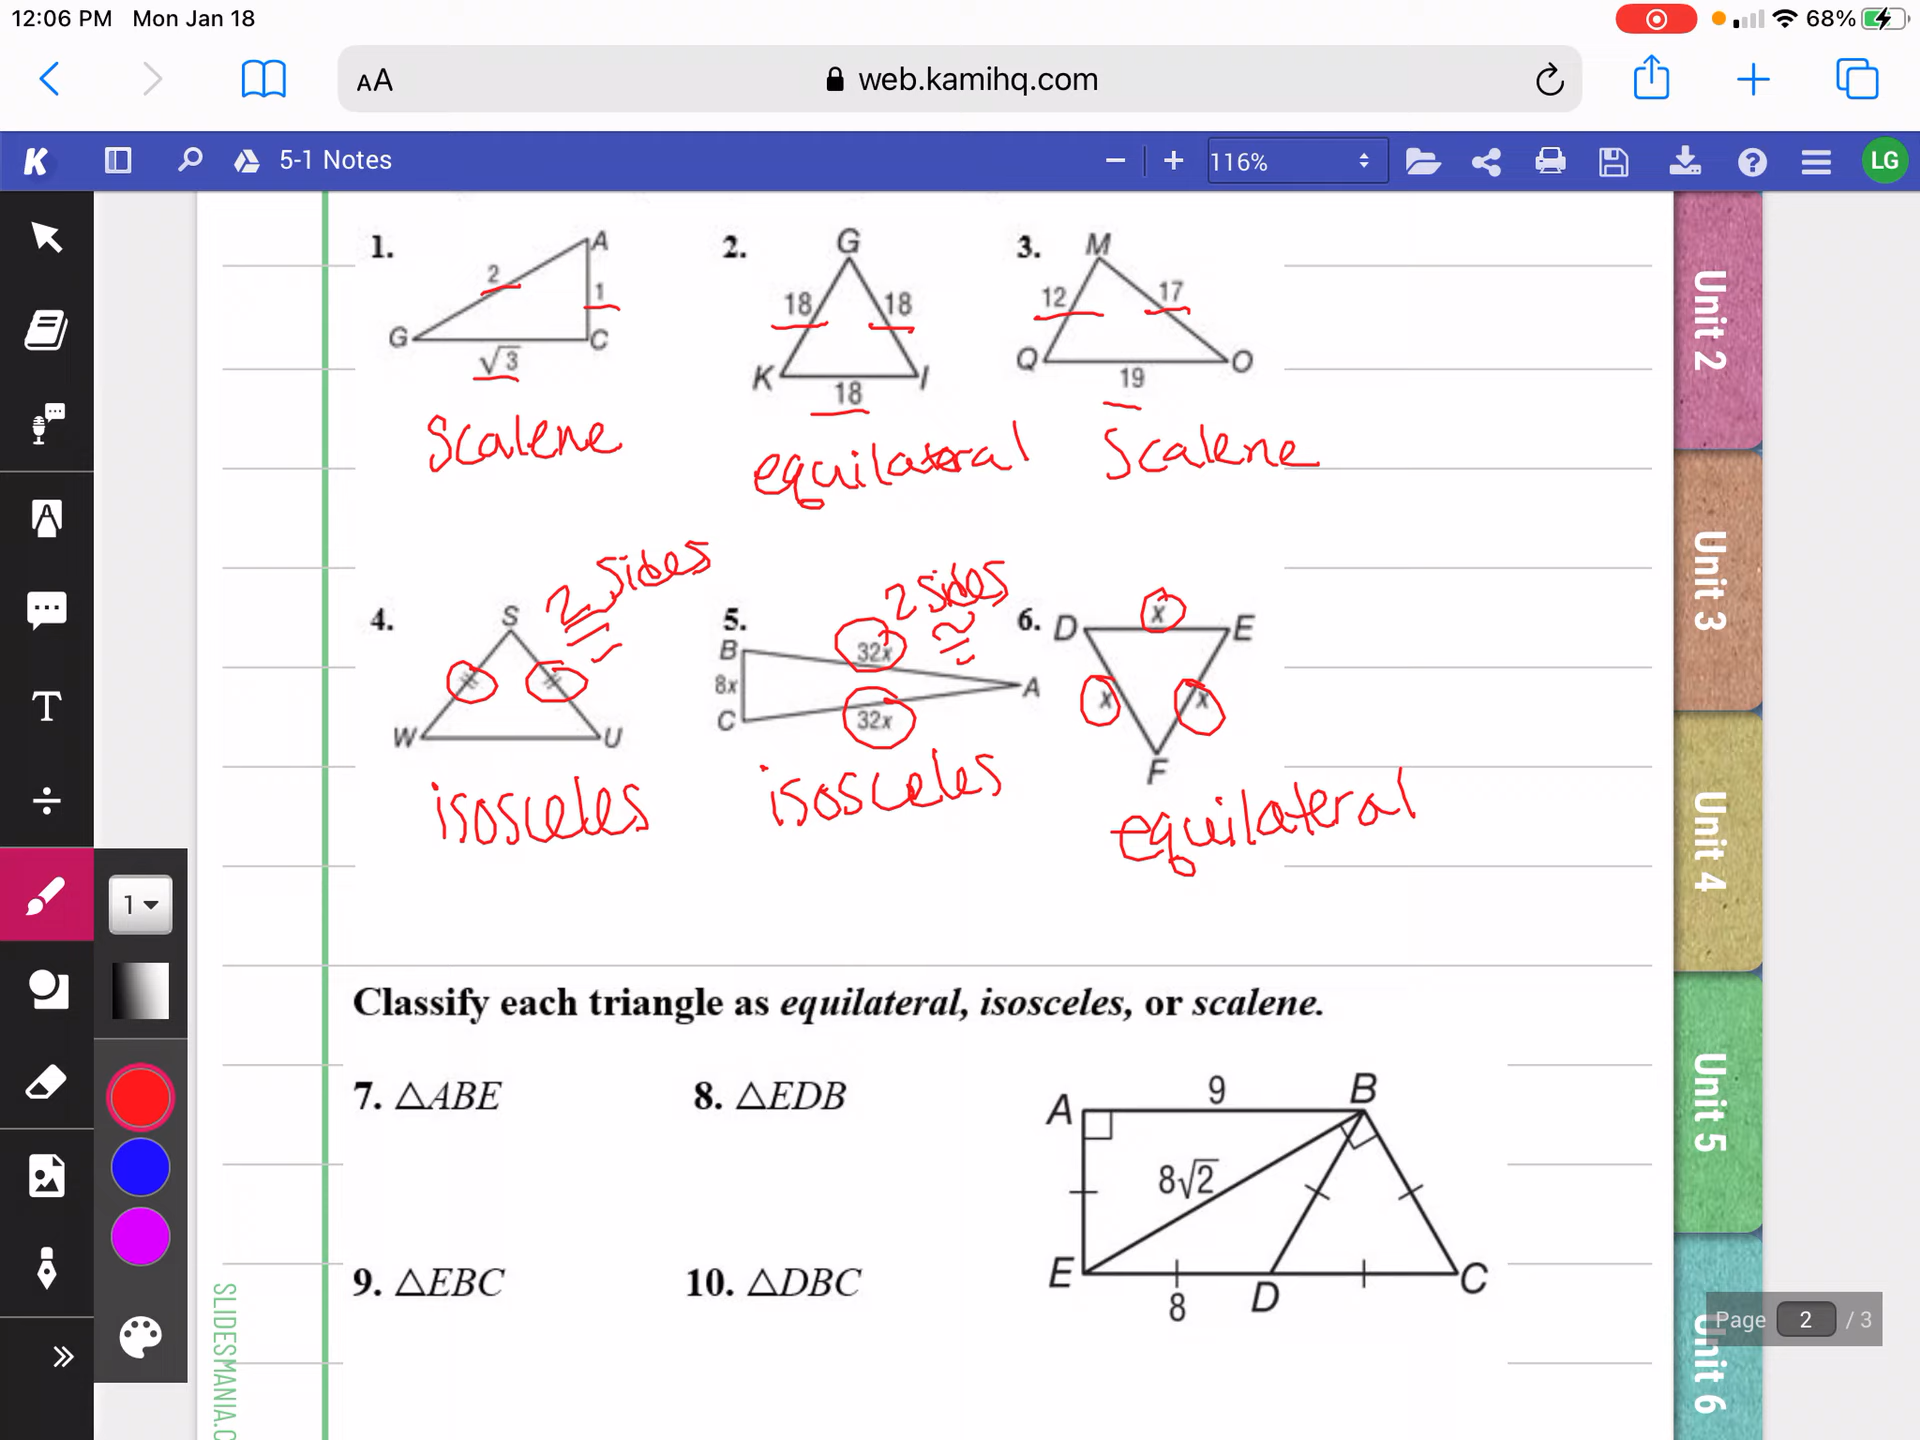 12:06 PM Mon Jan 18
68%
AA
web.kamihq.com
K
5-1 Notes
116%
LG
1.
A
2
1
G
C
√3
Scalene
2.
G
18
18
K
I
18
equilateral
3.
M
12
17
Q
O
19
Scalene
4.
S
2 sides
≅
W
U
isosceles
5.
2 sides
≅
B
32x
8x
A
C
32x
isosceles
6.
D
x
E
x
x
F
equilateral
Classify each triangle as equilateral, isosceles, or scalene.
7. △ABE
8. △EDB
9. △EBC
10. △DBC
A
9
B
8√2
E
8
D
C
Unit 2
Unit 3
Unit 4
Unit 5
Unit 6
T
1
SLIDESMANIA.C
Page 2 / 3